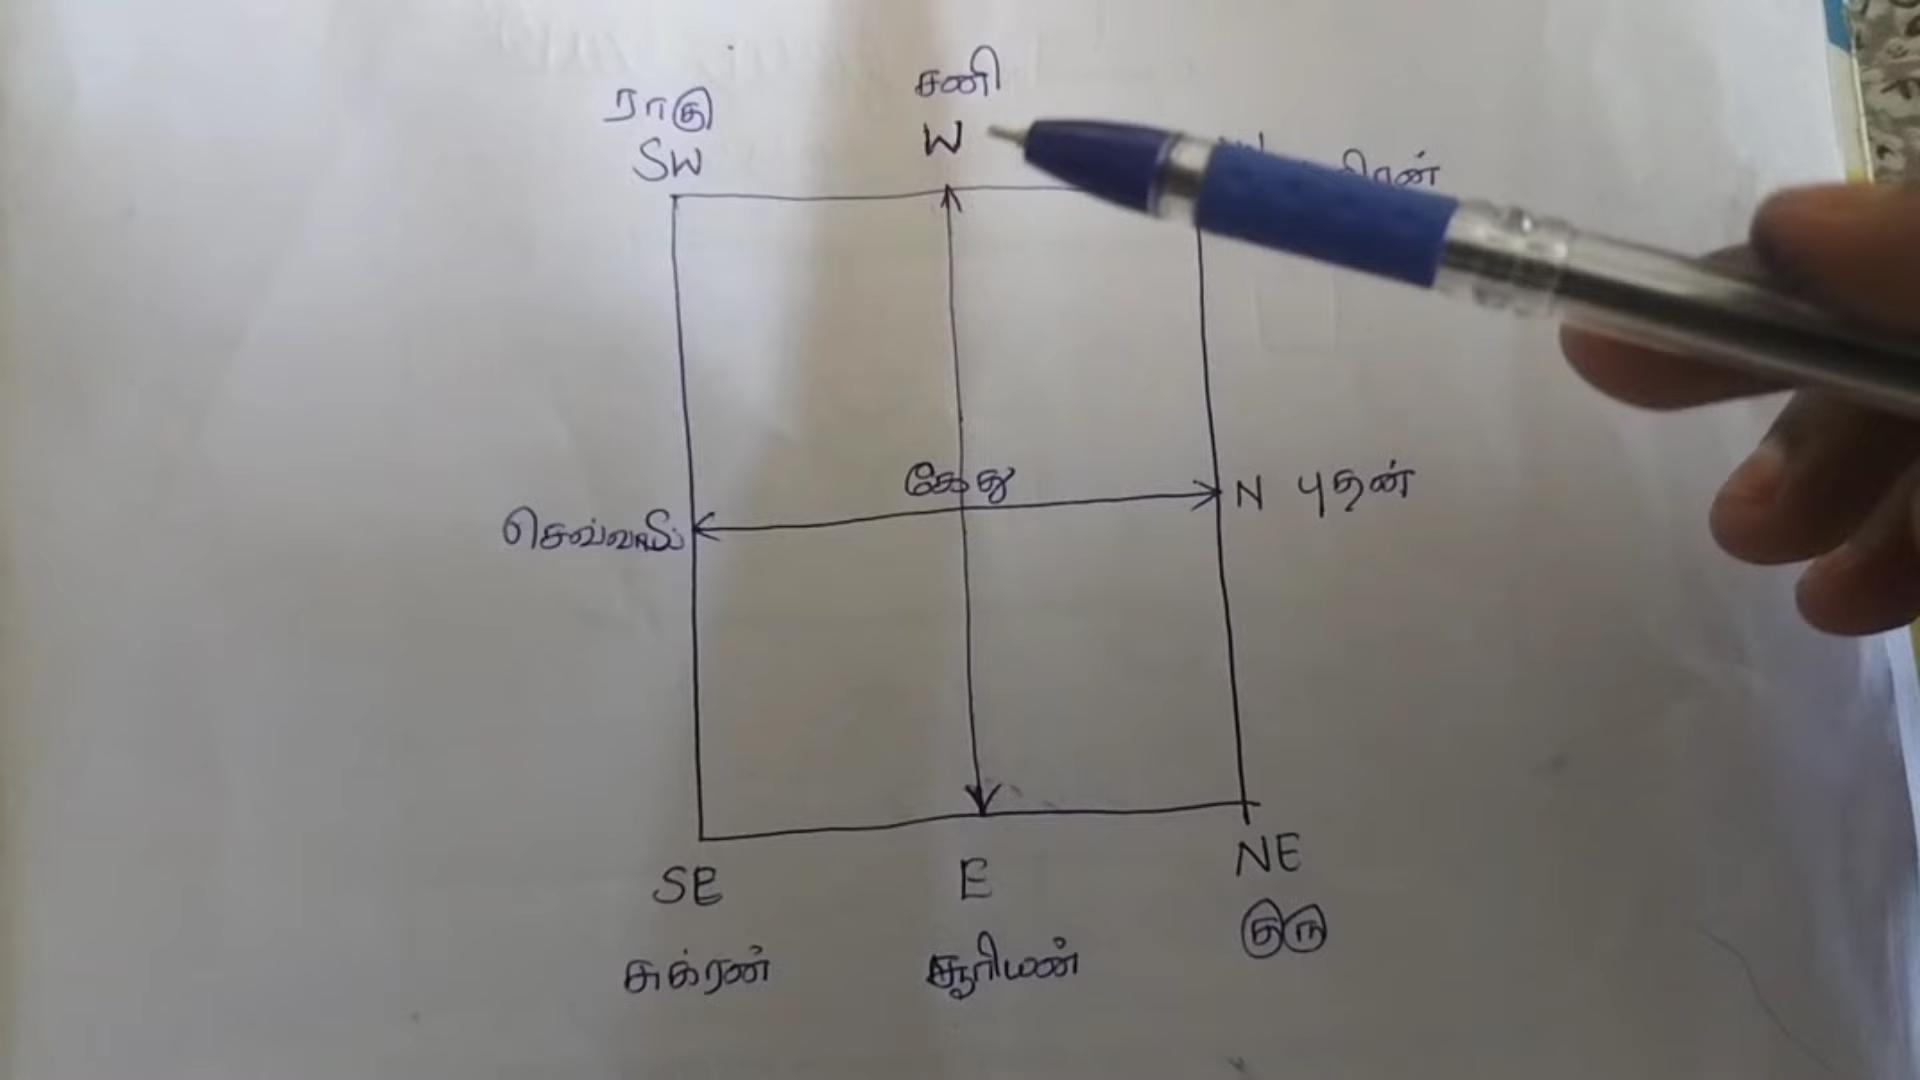 சனி
ராகு
W
SW
கேது
N புதன்
செவ்வாய்
SE
E
NE
குரு
சுக்ரன்
சூரியன்